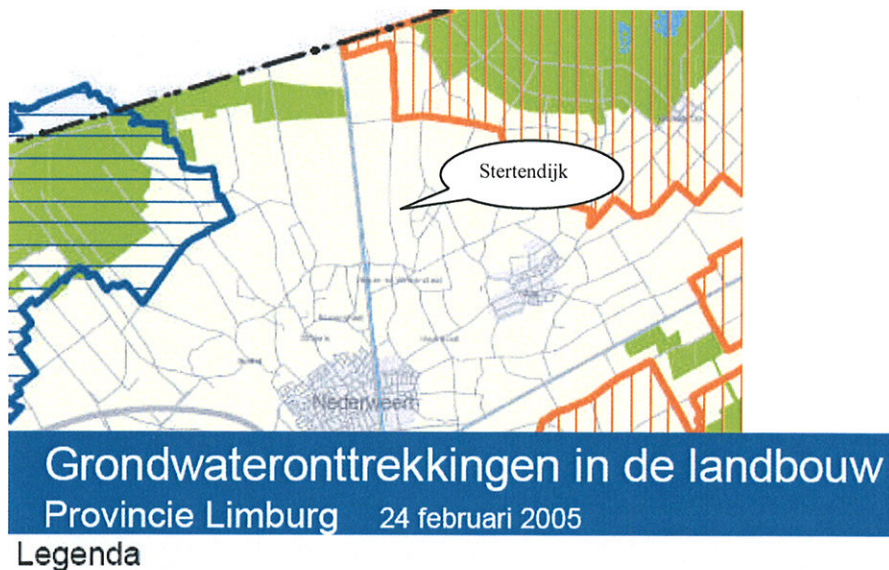 Stertendijk
Nederweert
Grondwateronttrekkingen in de landbouw
Provincie Limburg 24 februari 2005
Legenda